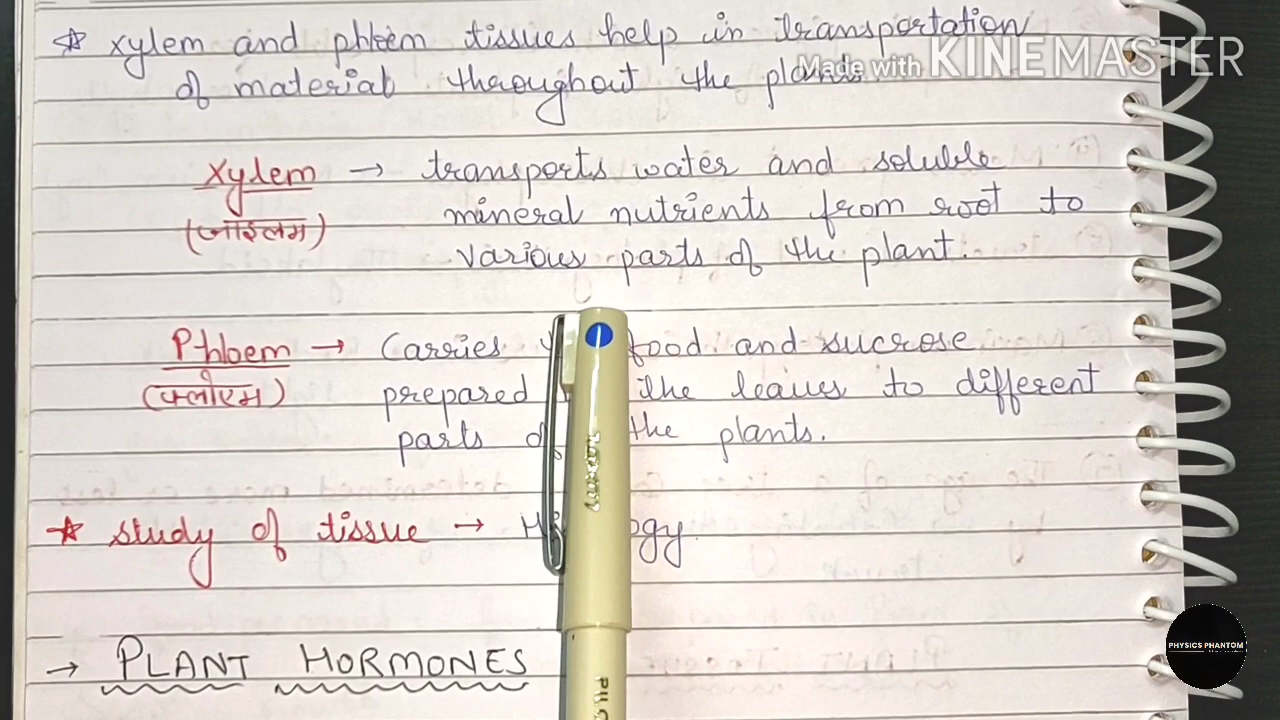 ☆ xylem and phloem tissues help in transportation
Made with KINEMASTER
of material throughout the plants
Xylem → transports water and soluble
(जाइलम) mineral nutrients from root to
various parts of the plant.
Phloem → Carries food and sucrose
(फ्लोएम) prepared the leaves to different
parts the plants.
☆ study of tissue →
→ PLANT HORMONES
PHYSICS PHANTOM